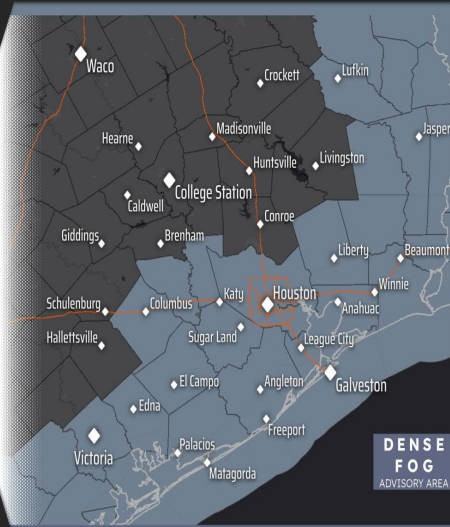 Waco
Crockett
Lufkin
Hearne
Madisonville
Jasper
Huntsville
Livingston
College Station
Caldwell
Conroe
Giddings
Brenham
Liberty
Beaumont
Katy
Houston
Winnie
Schulenburg
Columbus
Anahuac
Sugar Land
Hallettsville
League City
El Campo
Angleton
Galveston
Edna
Freeport
Victoria
Palacios
Matagorda
DENSE
FOG
ADVISORY AREA